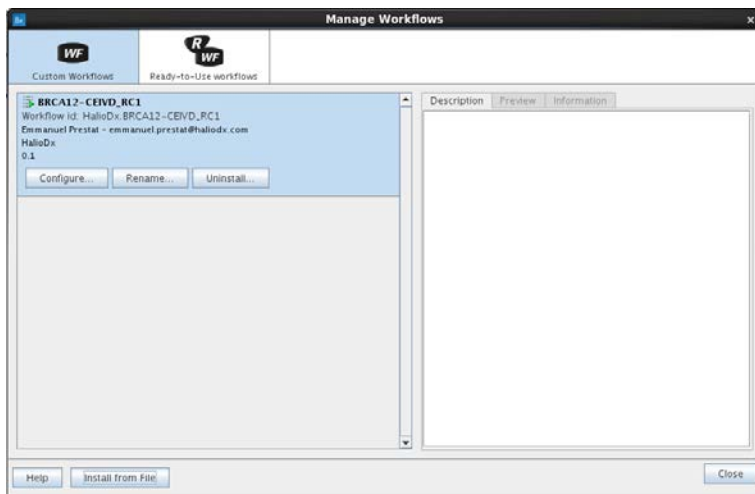 Manage Workflows
WF
Custom Workflows
R
WF
Ready-to-Use workflows
BRCA12-CEIVD_RC1
Workflow id: HalioDx.BRCA12-CEIVD_RC1
Emmanuel Prestat - emmanuel.prestat@haliodx.com
HalioDx
0.1
Configure... Rename... Uninstall...
Description Preview Information
Help Install from File Close